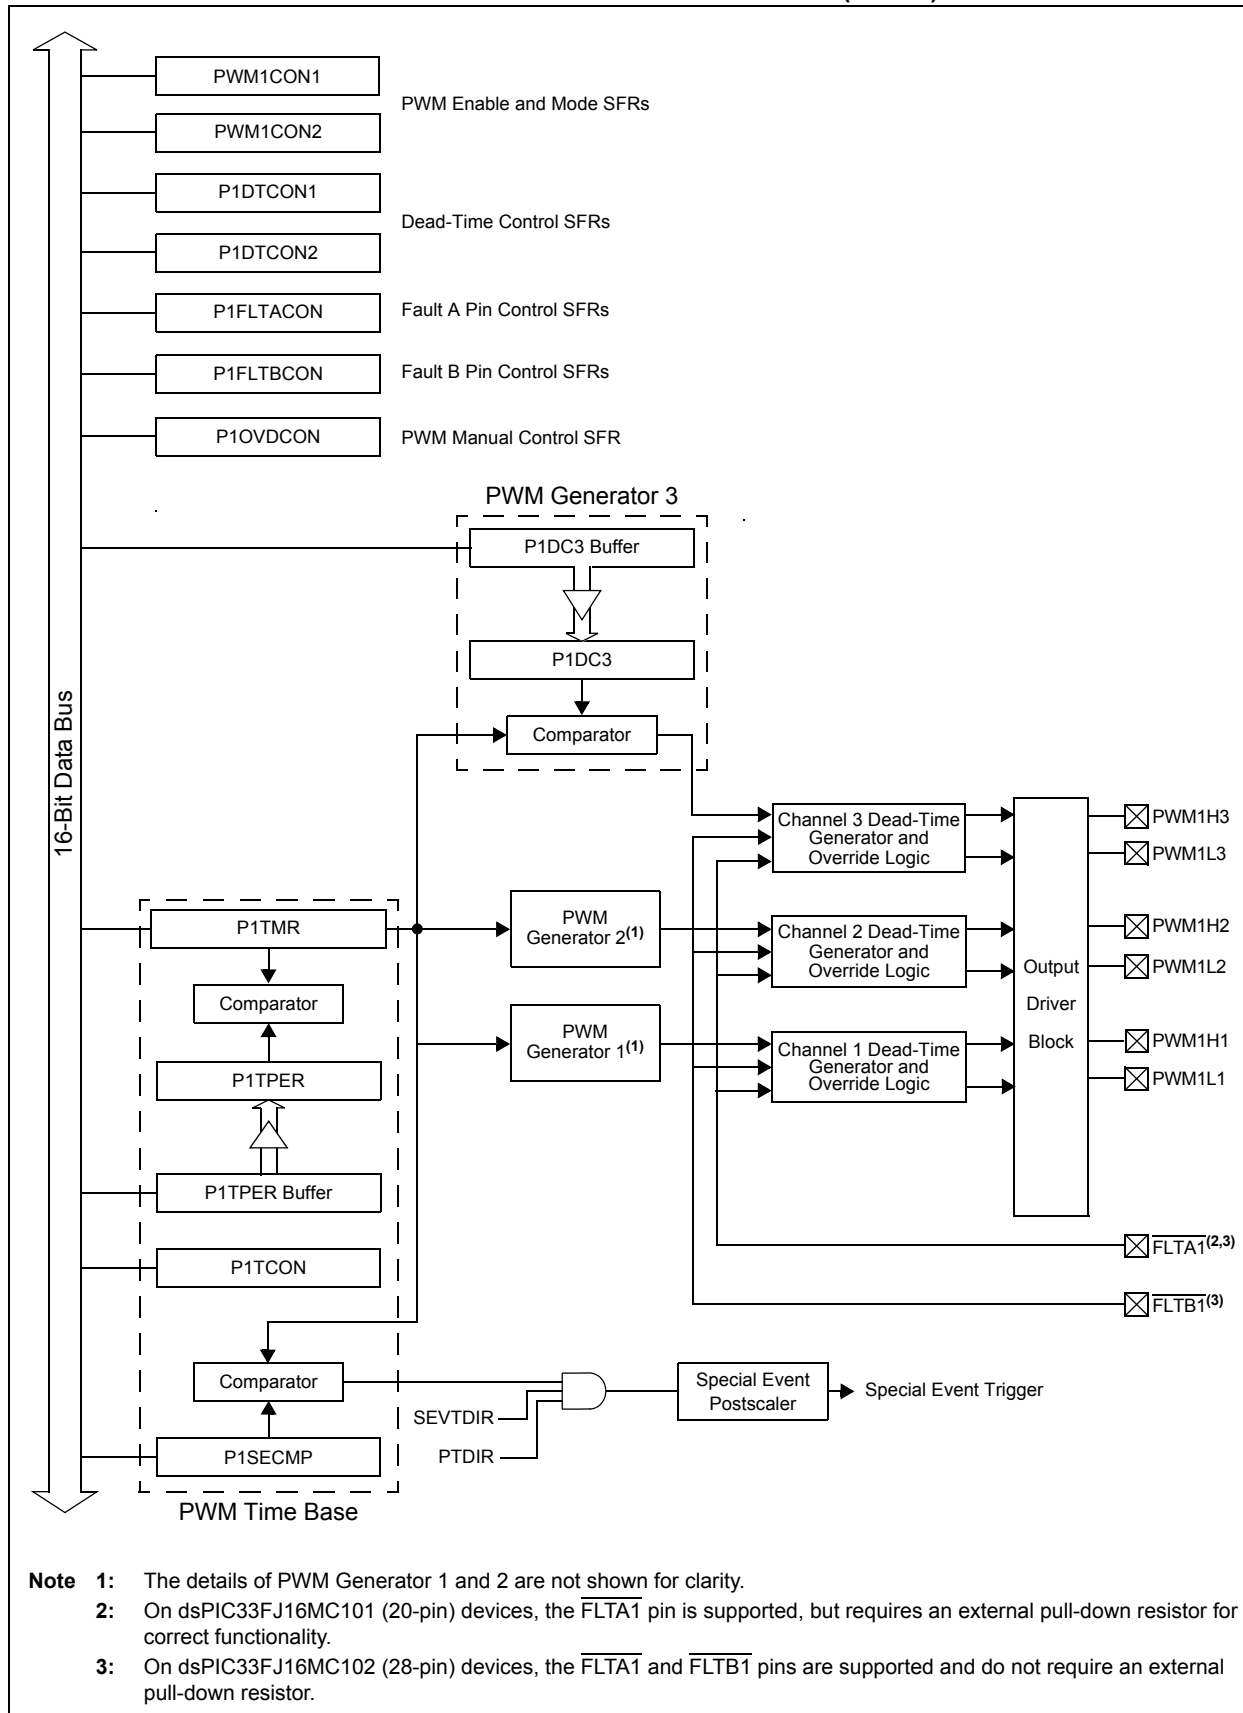 PWM1CON1
PWM Enable and Mode SFRs
PWM1CON2
P1DTCON1
Dead-Time Control SFRs
P1DTCON2
P1FLTACON
Fault A Pin Control SFRs
P1FLTBCON
Fault B Pin Control SFRs
P1OVDCON
PWM Manual Control SFR
PWM Generator 3
P1DC3 Buffer
P1DC3
Comparator
16-Bit Data Bus
Channel 3 Dead-Time
Generator and
Override Logic
PWM1H3
PWM1L3
P1TMR
PWM
Generator 2(1)
Channel 2 Dead-Time
Generator and
Override Logic
PWM1H2
PWM1L2
Output
Driver
Block
Comparator
PWM
Generator 1(1)
Channel 1 Dead-Time
Generator and
Override Logic
PWM1H1
PWM1L1
P1TPER
P1TPER Buffer
FLTA1(2,3)
P1TCON
FLTB1(3)
Comparator
SEVTDIR
PTDIR
Special Event
Postscaler
Special Event Trigger
P1SECMP
PWM Time Base
Note 1: The details of PWM Generator 1 and 2 are not shown for clarity.
2: On dsPIC33FJ16MC101 (20-pin) devices, the FLTA1 pin is supported, but requires an external pull-down resistor for
correct functionality.
3: On dsPIC33FJ16MC102 (28-pin) devices, the FLTA1 and FLTB1 pins are supported and do not require an external
pull-down resistor.